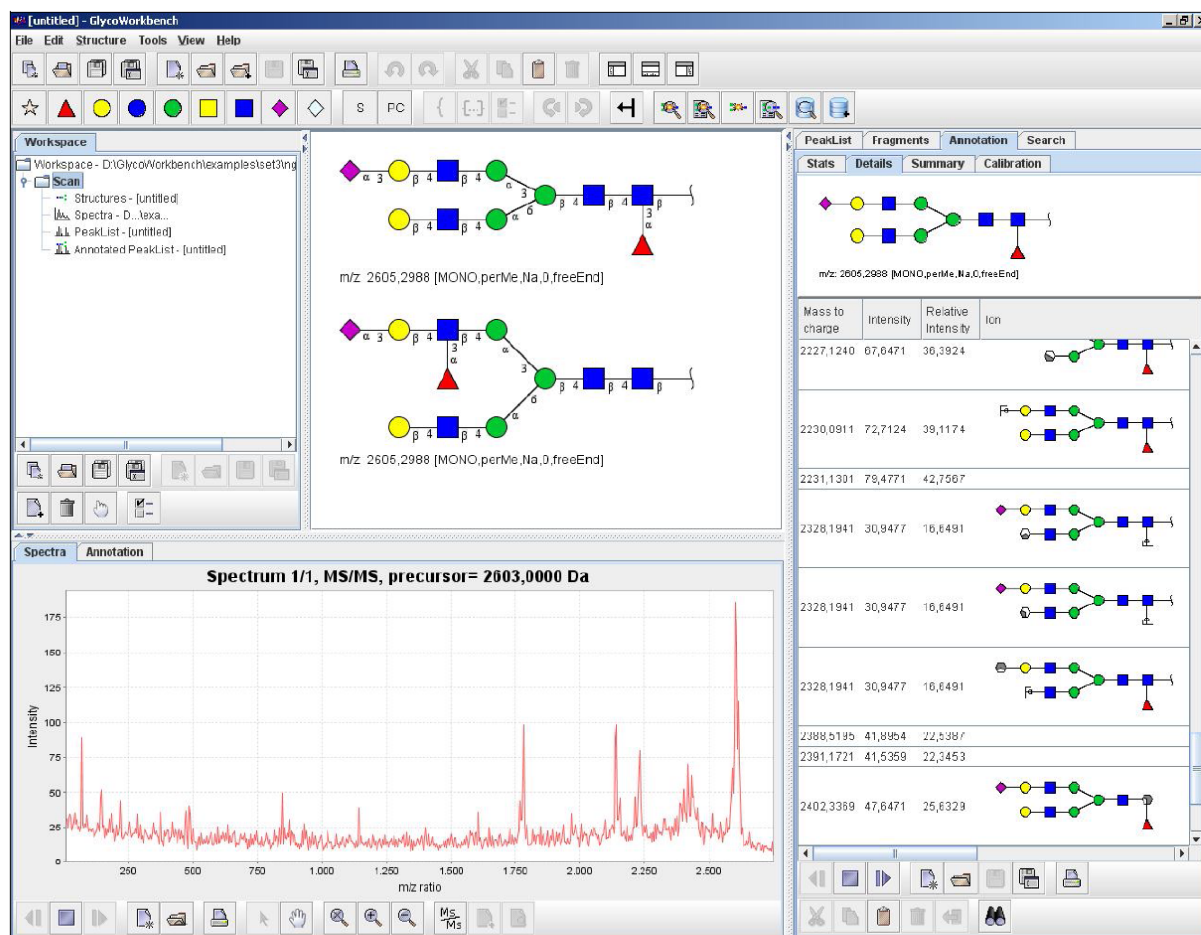 [untitled] - GlycoWorkbench
File Edit Structure Tools View Help
S PC
Workspace
Workspace - D:\GlycoWorkbench\examples\set3\ng
Scan
Structures - [untitled]
Spectra - D...\exa...
PeakList - [untitled]
Annotated PeakList - [untitled]
α 3 β 4 β 4 α 3 β 4 β 4 β
β 4 β 4 α 6 3 α
m/z: 2605,2988 [MONO,perMe,Na,0,freeEnd]
α 3 β 4 β 4 α 3
3 α
β 4 β 4 β
β 4 β 4 α 6
m/z: 2605,2988 [MONO,perMe,Na,0,freeEnd]
Spectra Annotation
Spectrum 1/1, MS/MS, precursor= 2603,0000 Da
Intensity
175
150
125
100
75
50
25
0
250 500 750 1.000 1.250 1.500 1.750 2.000 2.250 2.500
m/z ratio
Ms/Ms
PeakList Fragments Annotation Search
Stats Details Summary Calibration
m/z: 2605,2988 [MONO,perMe,Na,0,freeEnd]
Mass to charge Intensity Relative Intensity Ion
2227,1240 67,6471 36,3924
2230,0911 72,7124 39,1174
2231,1301 79,4771 42,7567
2328,1941 30,9477 16,6491
2328,1941 30,9477 16,6491
2328,1941 30,9477 16,6491
2388,5195 41,8954 22,5387
2391,1721 41,5359 22,3453
2402,3369 47,6471 25,6329